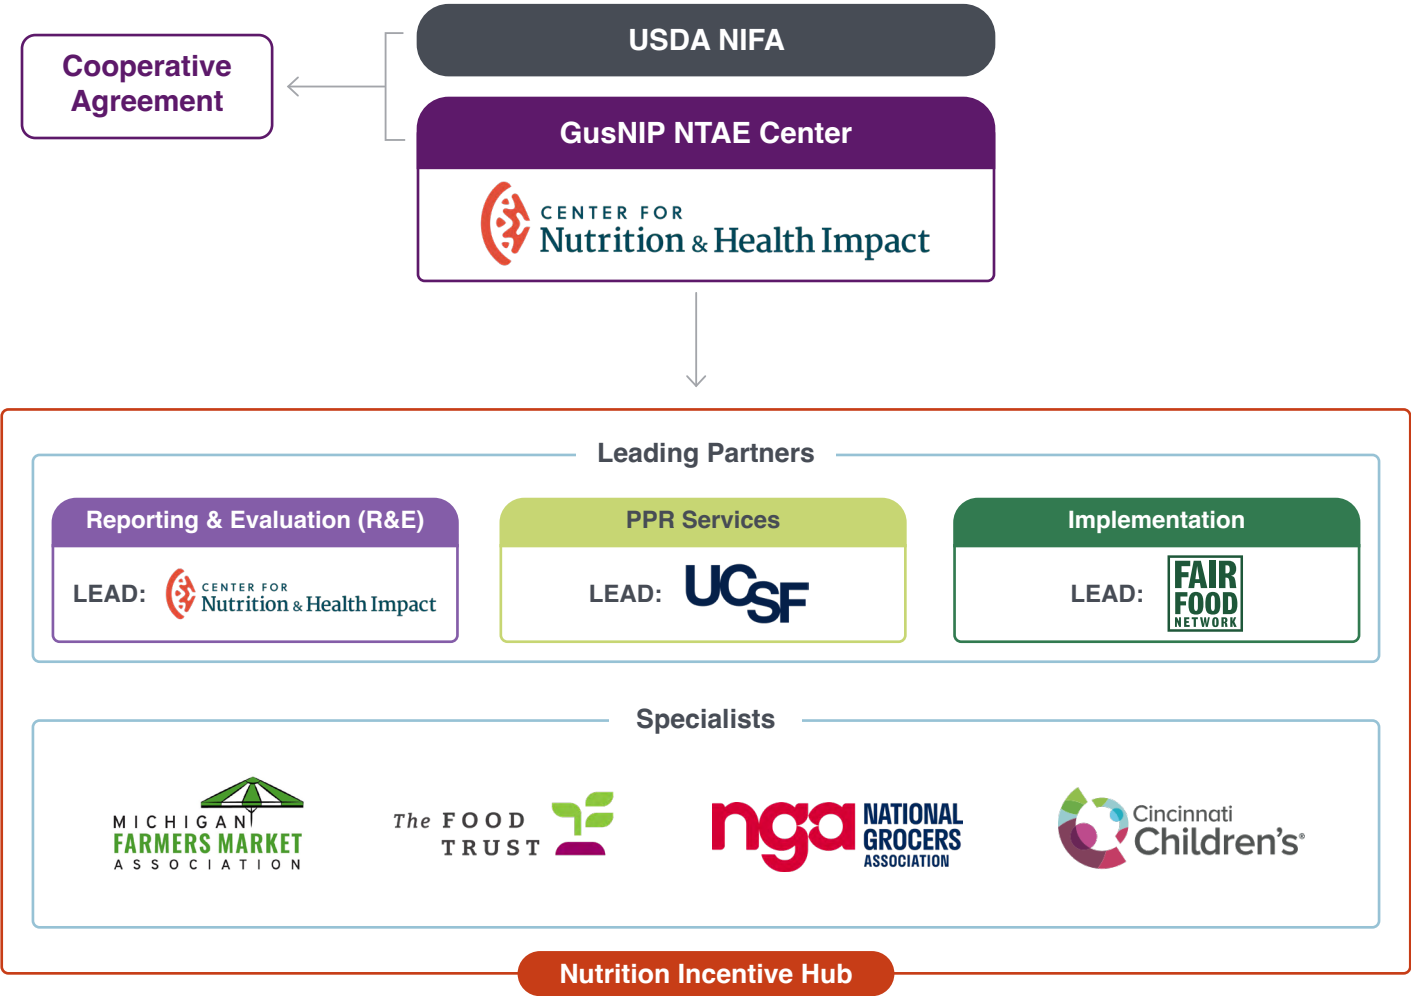 USDA NIFA
Cooperative
Agreement
GusNIP NTAE Center
CENTER FOR
Nutrition & Health Impact
Leading Partners
Reporting & Evaluation (R&E)
LEAD:
CENTER FOR
Nutrition & Health Impact
PPR Services
LEAD:
UCSF
Implementation
LEAD:
FAIR
FOOD
NETWORK
Specialists
MICHIGAN
FARMERS MARKET
ASSOCIATION
The FOOD
TRUST
nga
NATIONAL
GROCERS
ASSOCIATION
Cincinnati
Children's®
Nutrition Incentive Hub